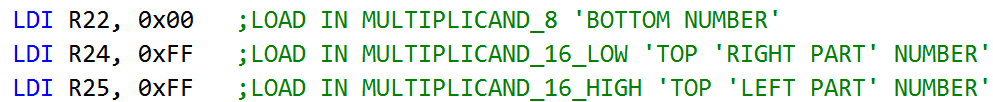 LDI R22, 0x00 ;LOAD IN MULTIPLICAND_8 'BOTTOM NUMBER'
LDI R24, 0xFF ;LOAD IN MULTIPLICAND_16_LOW 'TOP 'RIGHT PART' NUMBER'
LDI R25, 0xFF ;LOAD IN MULTIPLICAND_16_HIGH 'TOP 'LEFT PART' NUMBER'